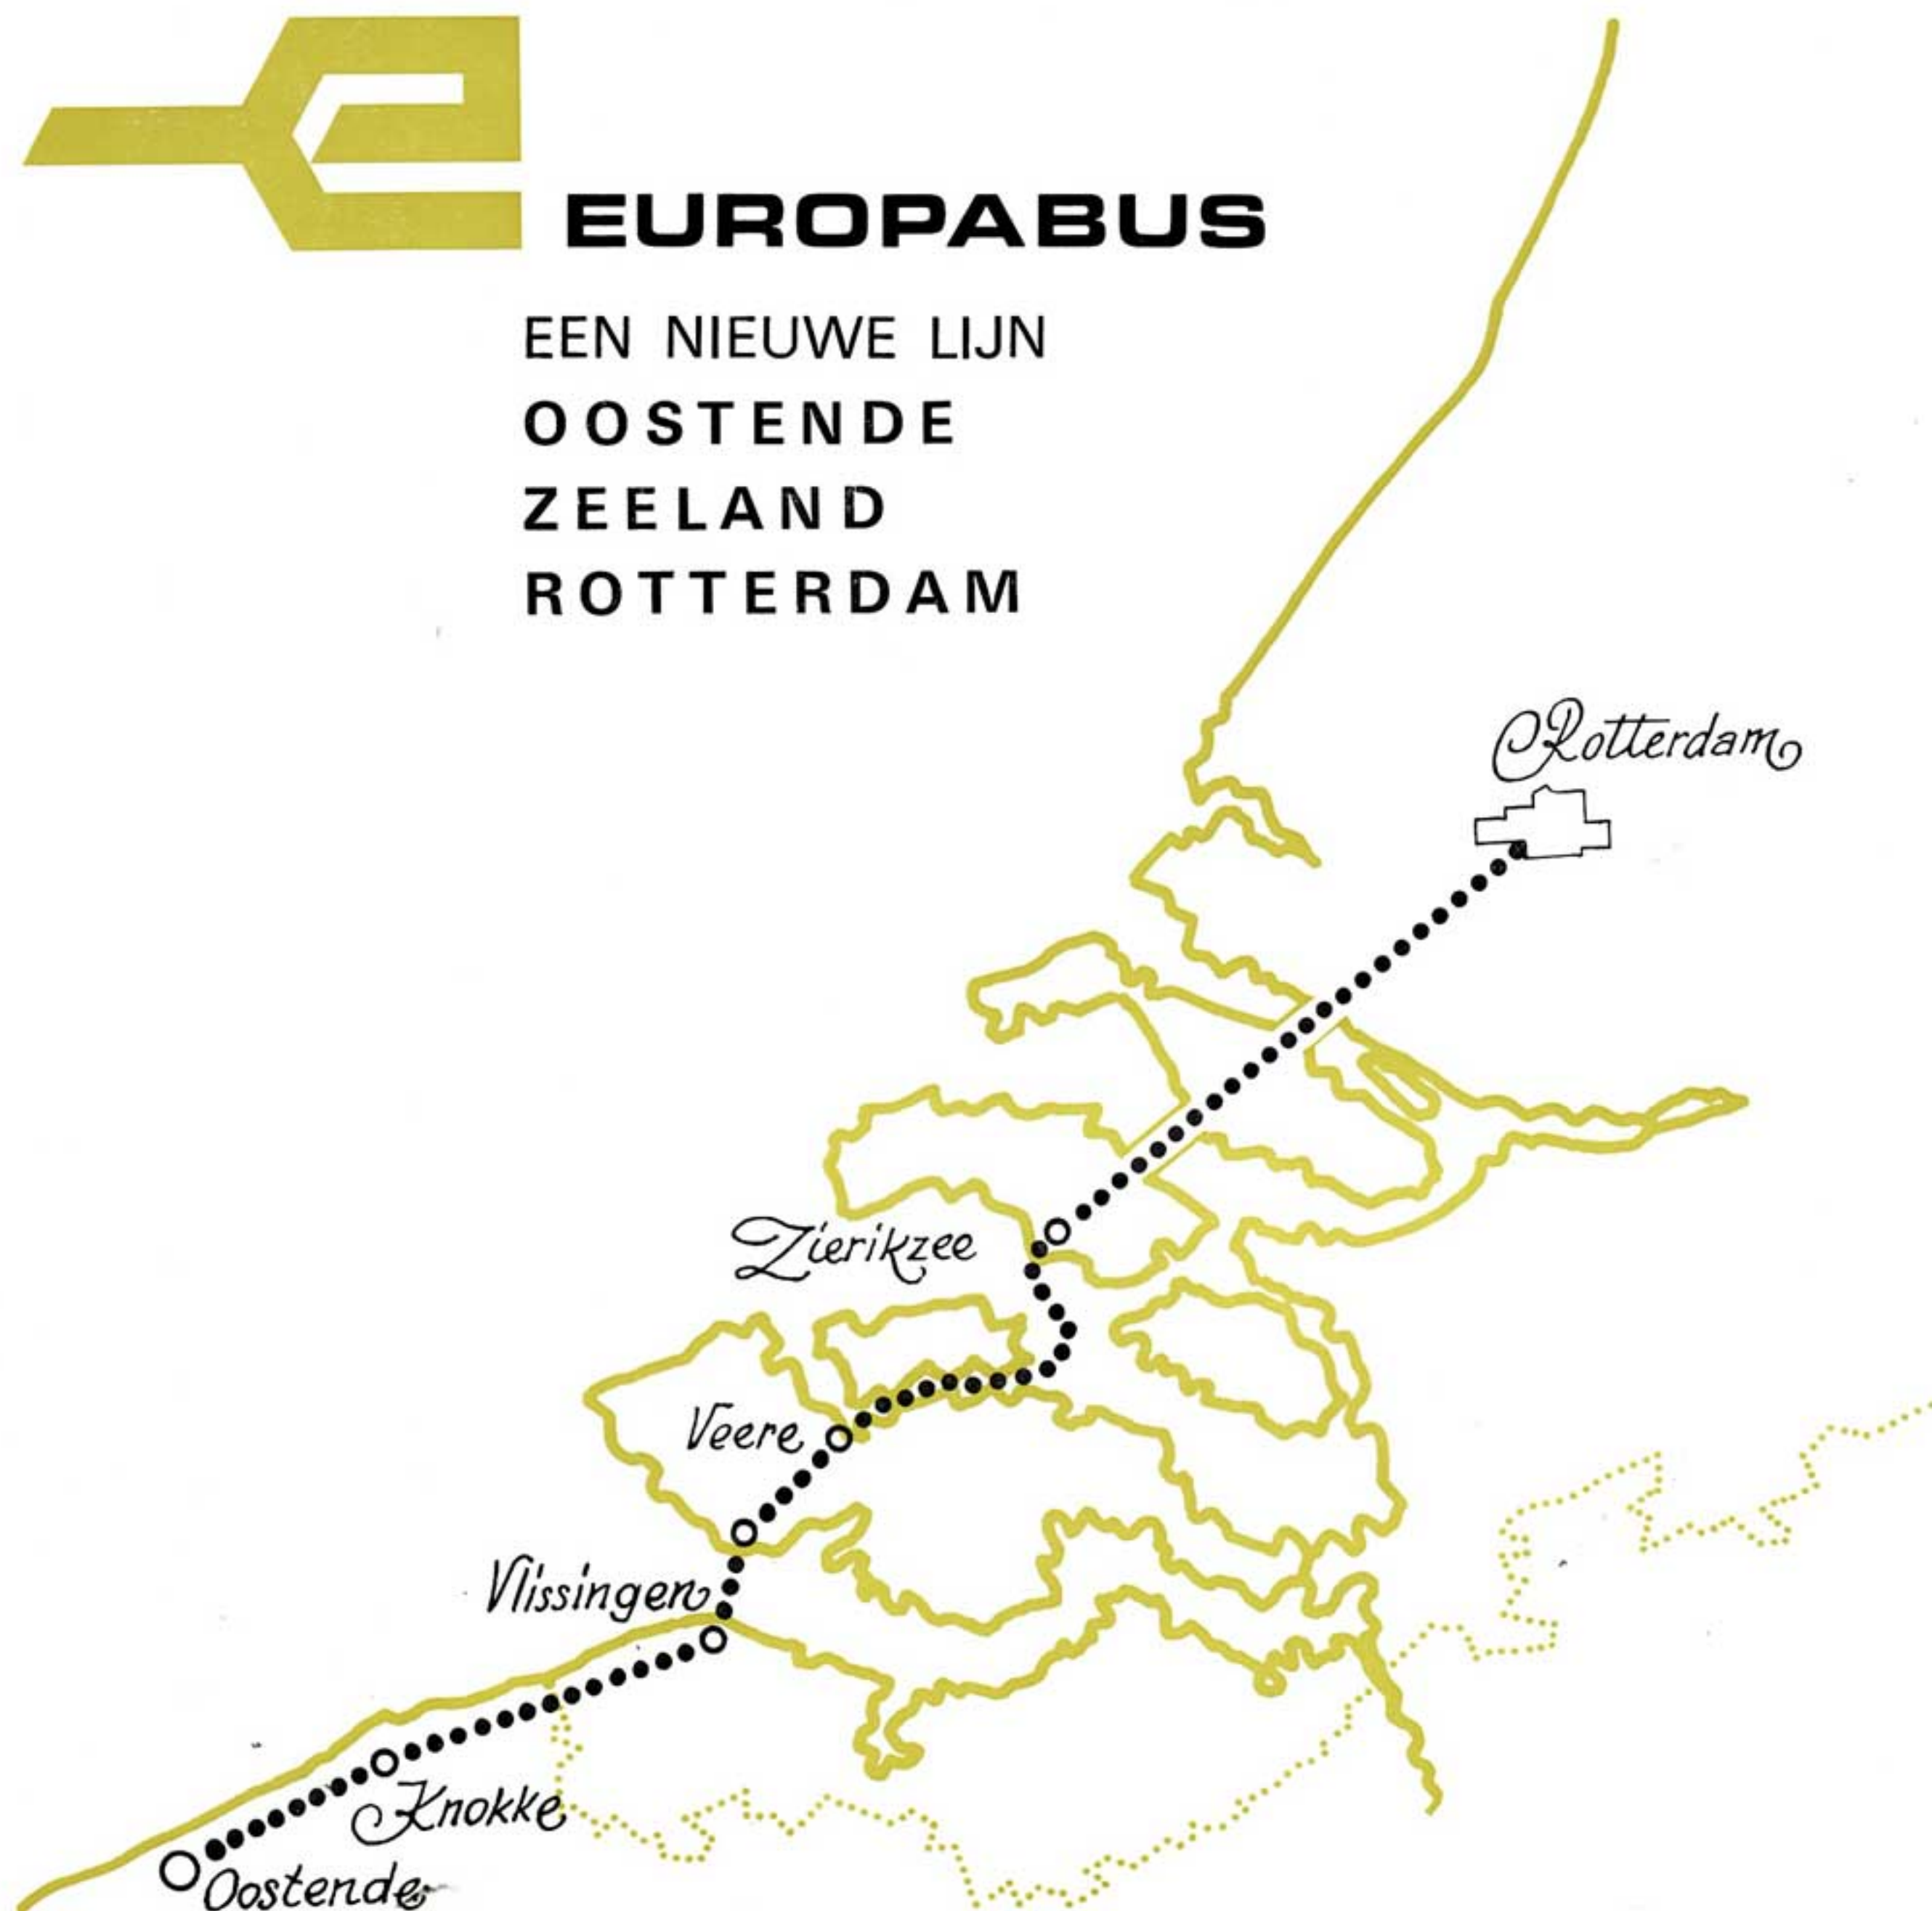 EUROPABUS
EEN NIEUWE LIJN
OOSTENDE
ZEELAND
ROTTERDAM
Rotterdam
Zierikzee
Veere
Vlissingen
Knokke
Oostende